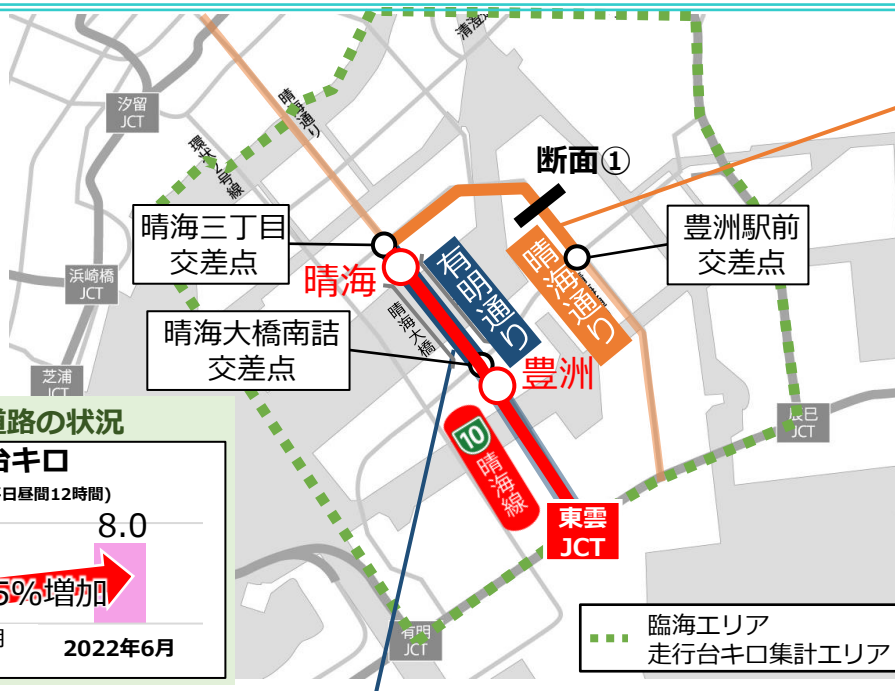 清澄
汐留
JCT
晴海通り
環状2号線
断面①
晴海三丁目
交差点
豊洲駅前
交差点
浜崎橋
JCT
晴海
有明通り
晴海通り
晴海大橋
晴海大橋南詰
交差点
豊洲
芝浦
JCT
辰巳
JCT
10
晴海線
道路の状況
台キロ
日昼間12時間)
8.0
5%増加
月
2022年6月
東雲
JCT
有明
JCT
臨海エリア
走行台キロ集計エリア